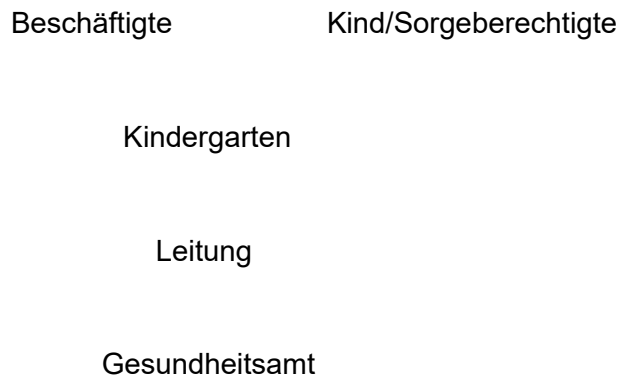 Beschäftigte Kind/Sorgeberechtigte
Kindergarten
Leitung
Gesundheitsamt